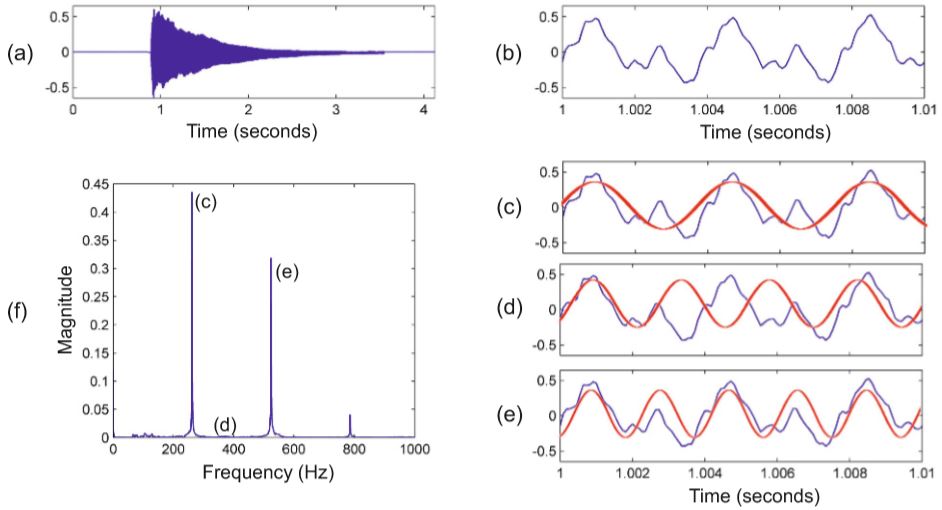 (a)
0.5
0
-0.5
0 1 2 3 4
Time (seconds)
(b)
0.5
0
-0.5
1 1.002 1.004 1.006 1.008 1.01
Time (seconds)
(f)
Magnitude
0.45
0.4
0.35
0.3
0.25
0.2
0.15
0.1
0.05
0
(c)
(e)
(d)
0 200 400 600 800 1000
Frequency (Hz)
(c)
0.5
0
-0.5
(d)
0.5
0
-0.5
(e)
0.5
0
-0.5
1 1.002 1.004 1.006 1.008 1.01
Time (seconds)